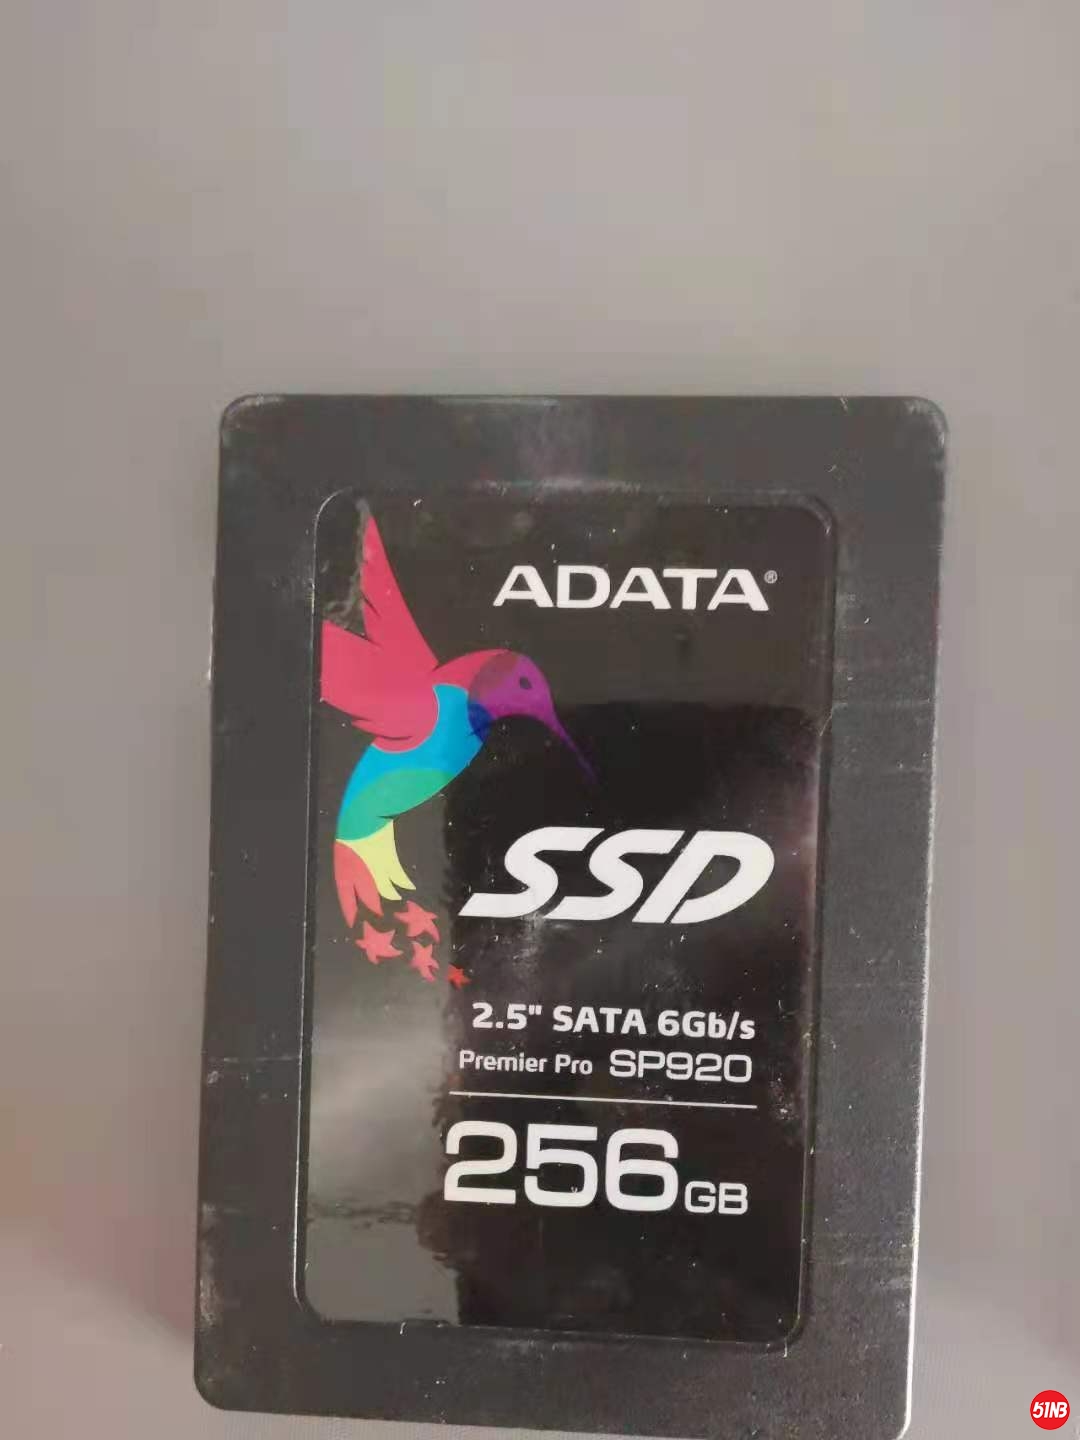 ADATA®
SSD
2.5" SATA 6Gb/s
Premier Pro SP920
256GB
51NB